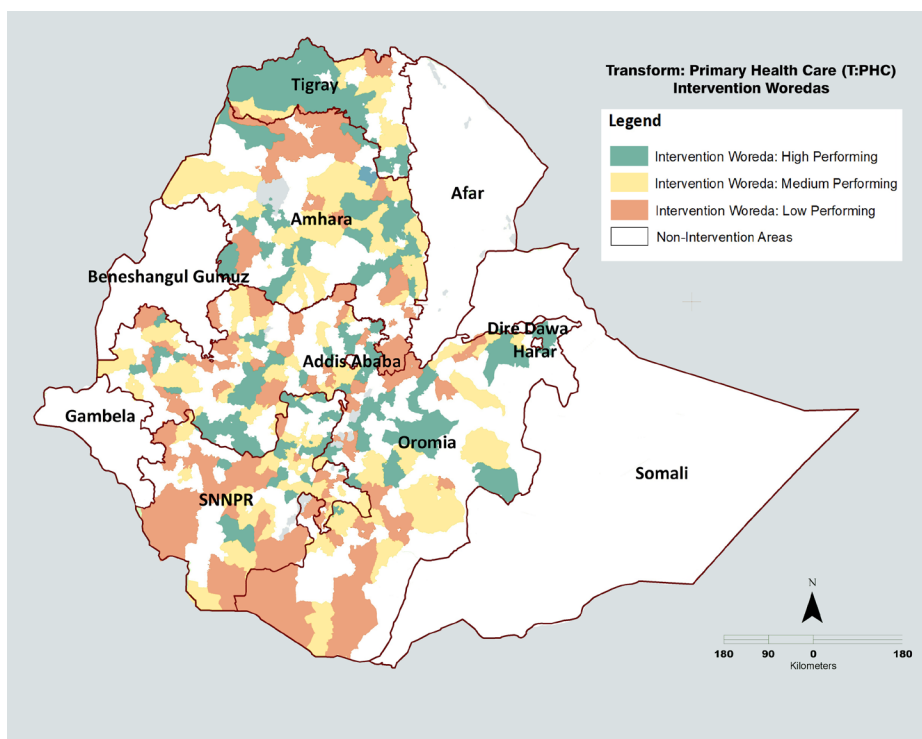 Transform: Primary Health Care (T:PHC)
Intervention Woredas
Legend
Intervention Woreda: High Performing
Intervention Woreda: Medium Performing
Intervention Woreda: Low Performing
Non-Intervention Areas
Tigray
Afar
Amhara
Beneshangul Gumuz
Dire Dawa
Harar
Addis Ababa
Gambela
Oromia
Somali
SNNPR
N
180 90 0 180
Kilometers